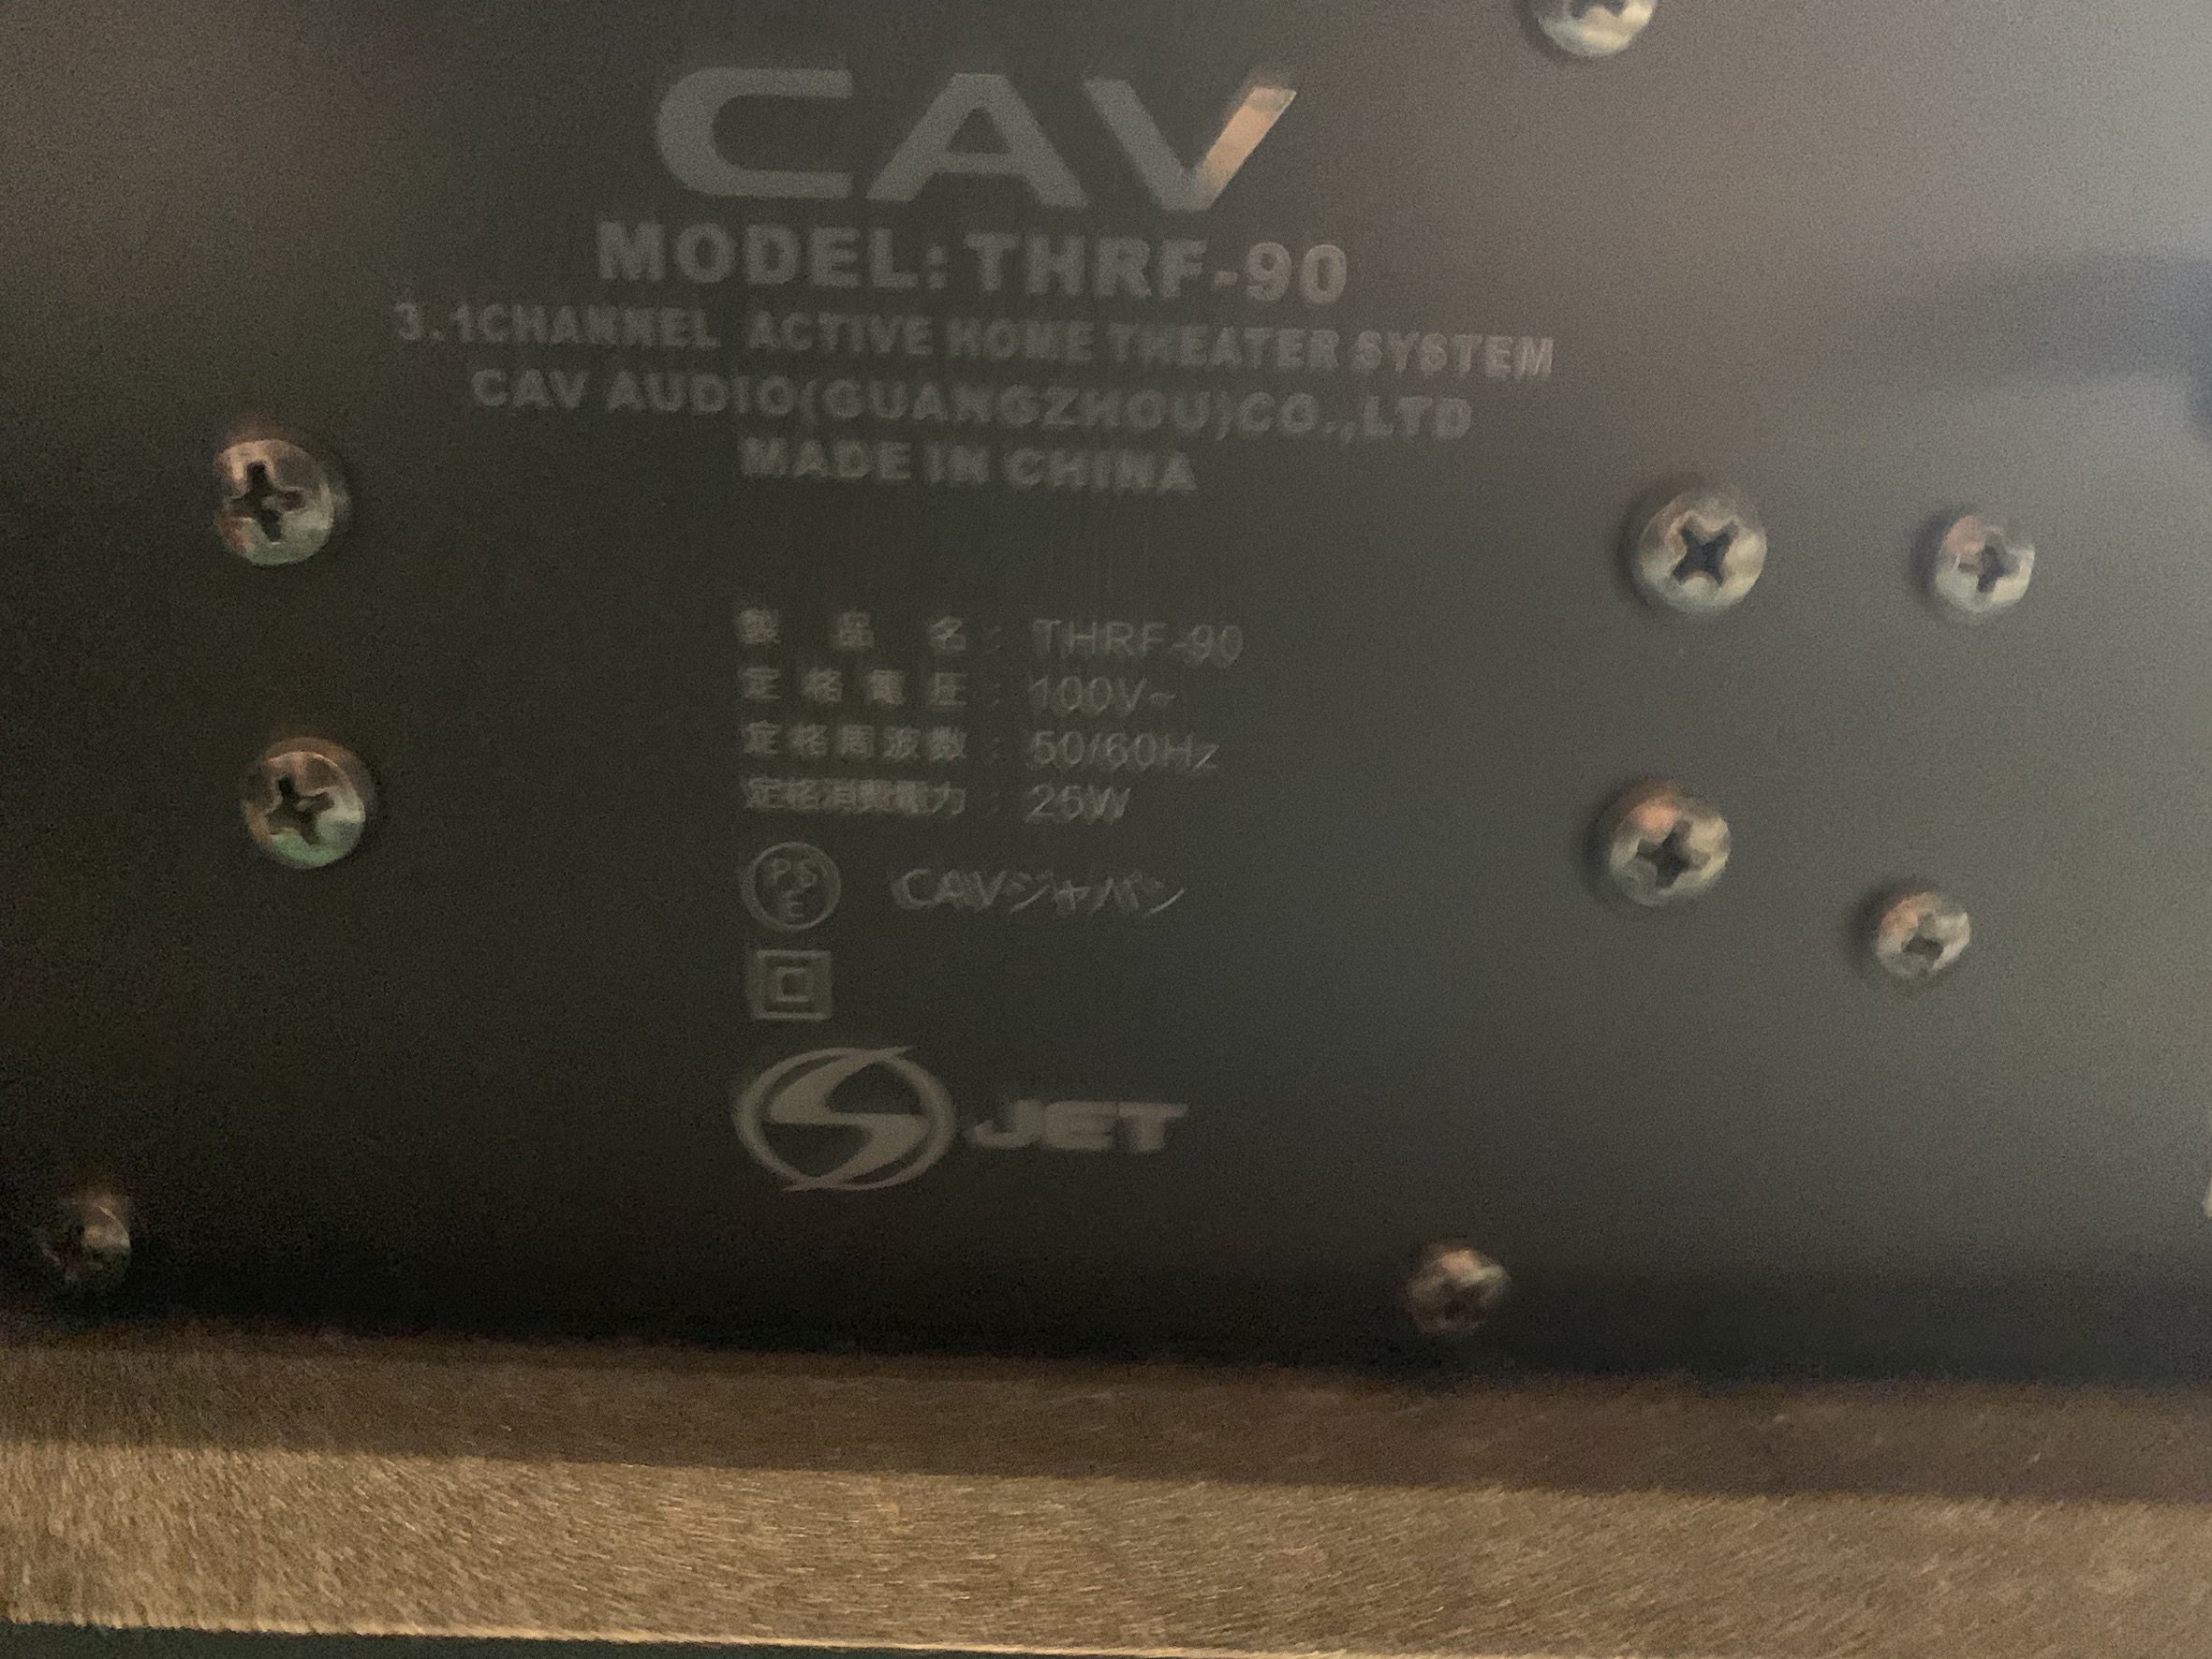 CAV
MODEL: THRF-90
3.1CHANNEL ACTIVE HOME THEATER SYSTEM
CAV AUDIO(GUANGZHOU)CO.,LTD
MADE IN CHINA
製品名: THRF-90
定格電圧: 100V~
定格周波数: 50/60Hz
定格消費電力: 25W
PSE CAVジャパン
S JET